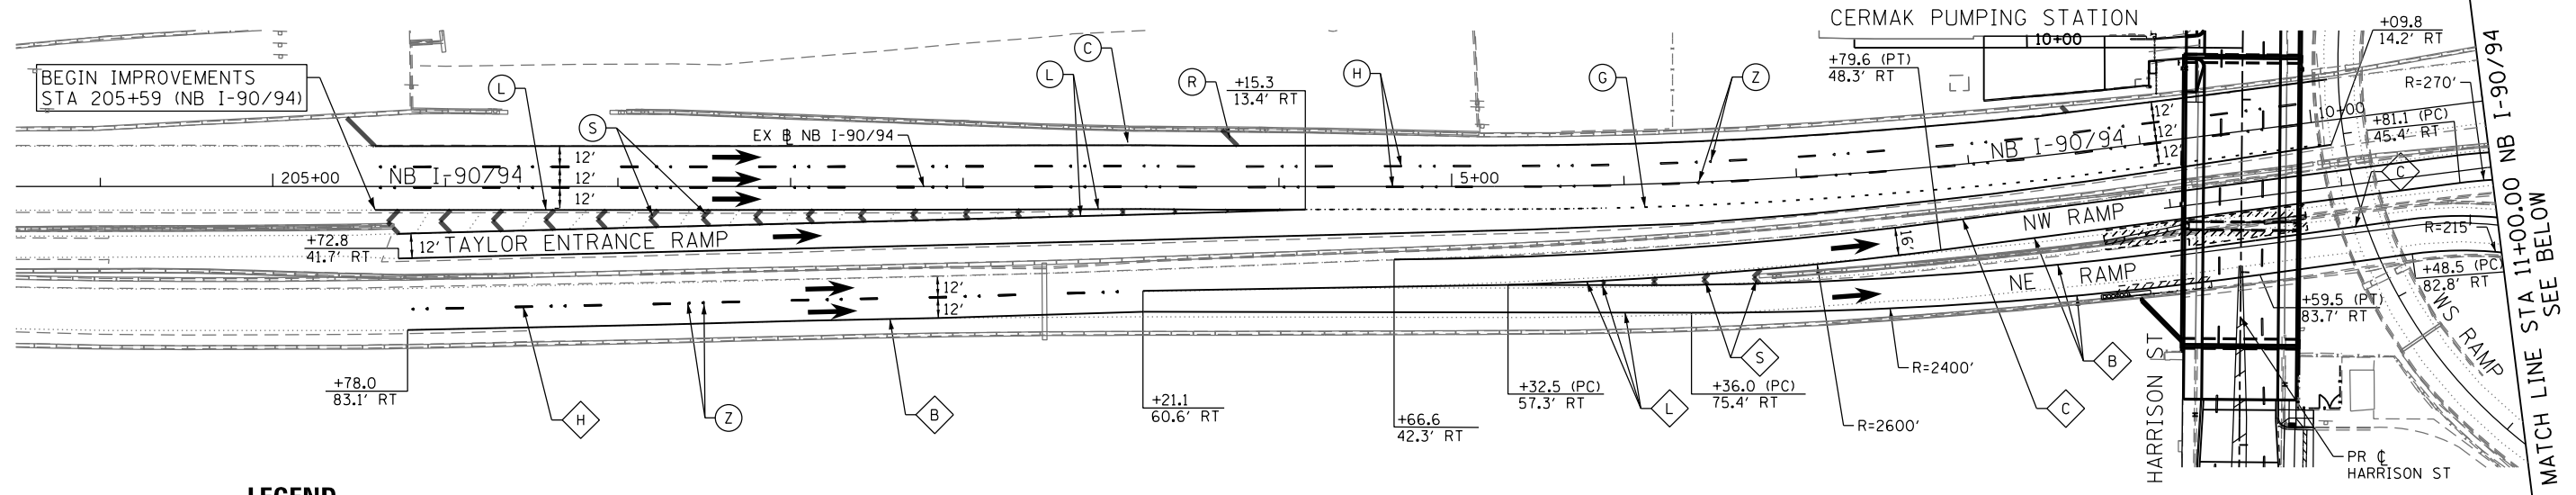 CERMAK PUMPING STATION
10+00
+09.8
14.2' RT
BEGIN IMPROVEMENTS
STA 205+59 (NB I-90/94)
L
S
L
C
R
+15.3
13.4' RT
H
G
Z
+79.6 (PT)
48.3' RT
R=270'
10+00
+81.1 (PC)
45.4' RT
C
EX B NB I-90/94
12'
12'
12'
205+00
NB I-90/94
12'
12'
12'
5+00
NB I-90/94
+72.8
41.7' RT
12'
TAYLOR ENTRANCE RAMP
NW RAMP
16'
R=215'
NE RAMP
+48.5 (PC)
82.8' RT
12'
12'
+59.5 (PT)
83.7' RT
WS RAMP
+78.0
83.1' RT
H
Z
B
+21.1
60.6' RT
+66.6
42.3' RT
+32.5 (PC)
57.3' RT
L
S
+36.0 (PC)
75.4' RT
R=2400'
R=2600'
C
B
HARRISON ST
PR ℄
HARRISON ST
MATCH LINE STA 11+00.00 NB I-90/94
SEE BELOW
LEGEND